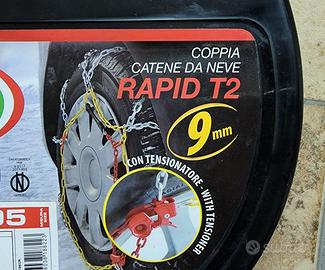 COPPIA
CATENE DA NEVE
RAPID T2
9mm
CON TENSIONATORE - WITH TENSIONER
N
05